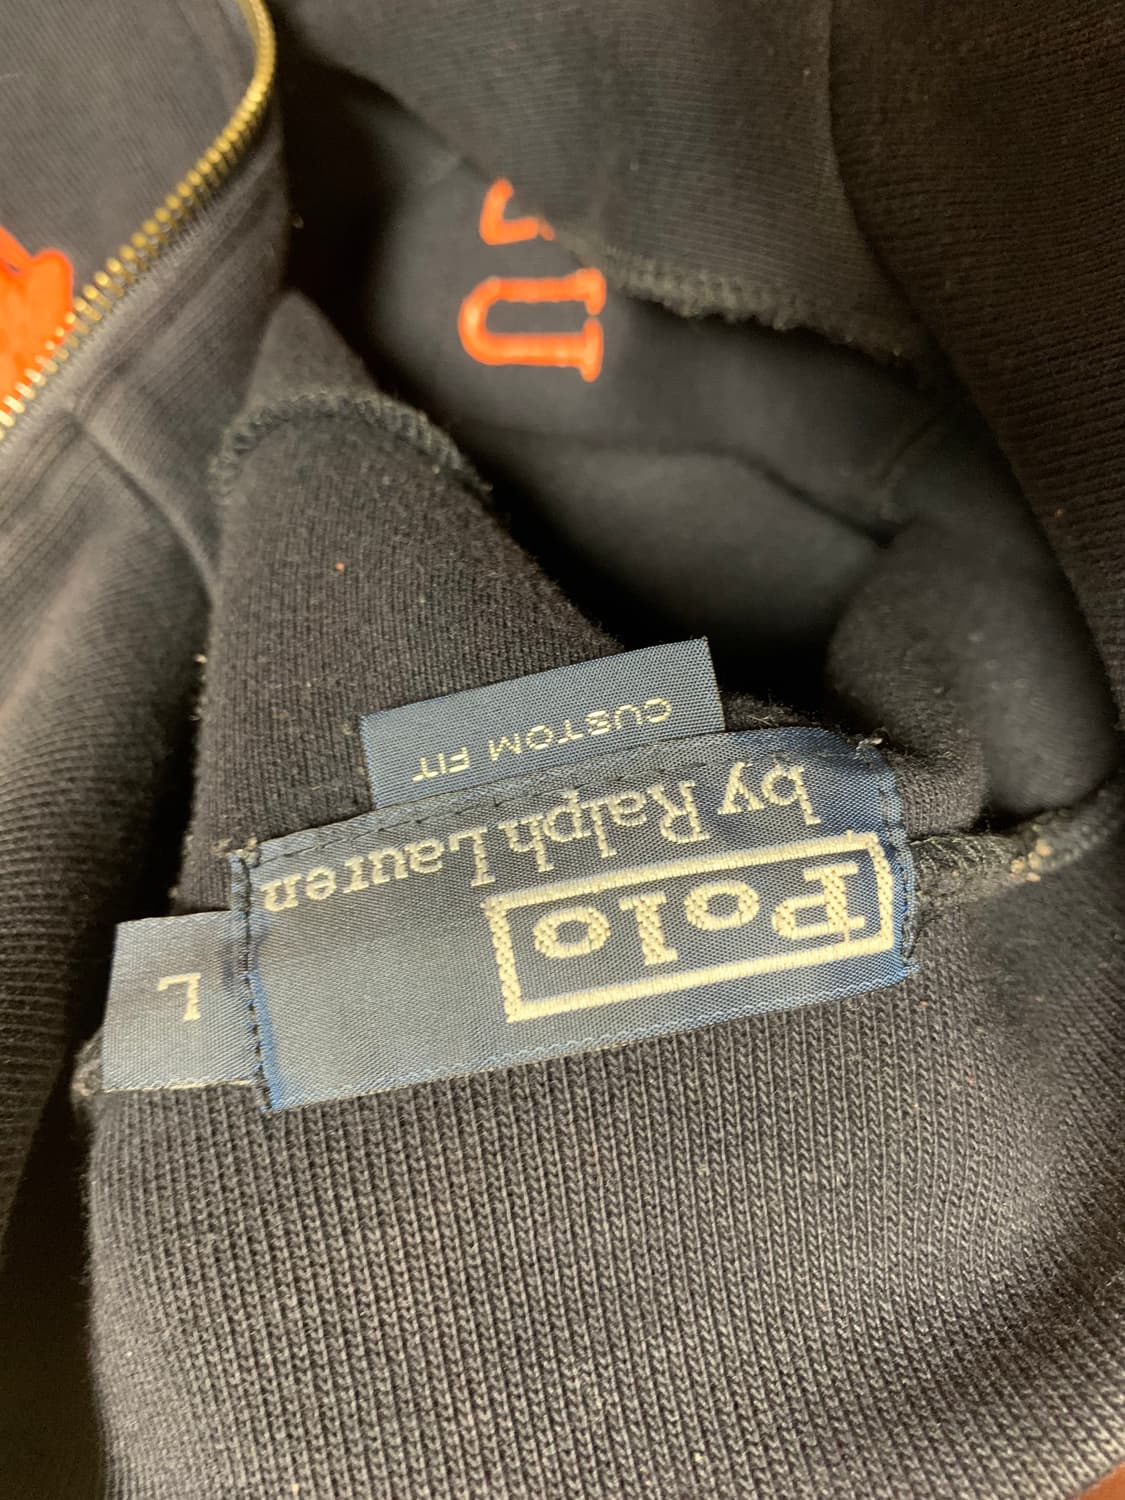 Polo
by Ralph Lauren
CUSTOM FIT
L
U